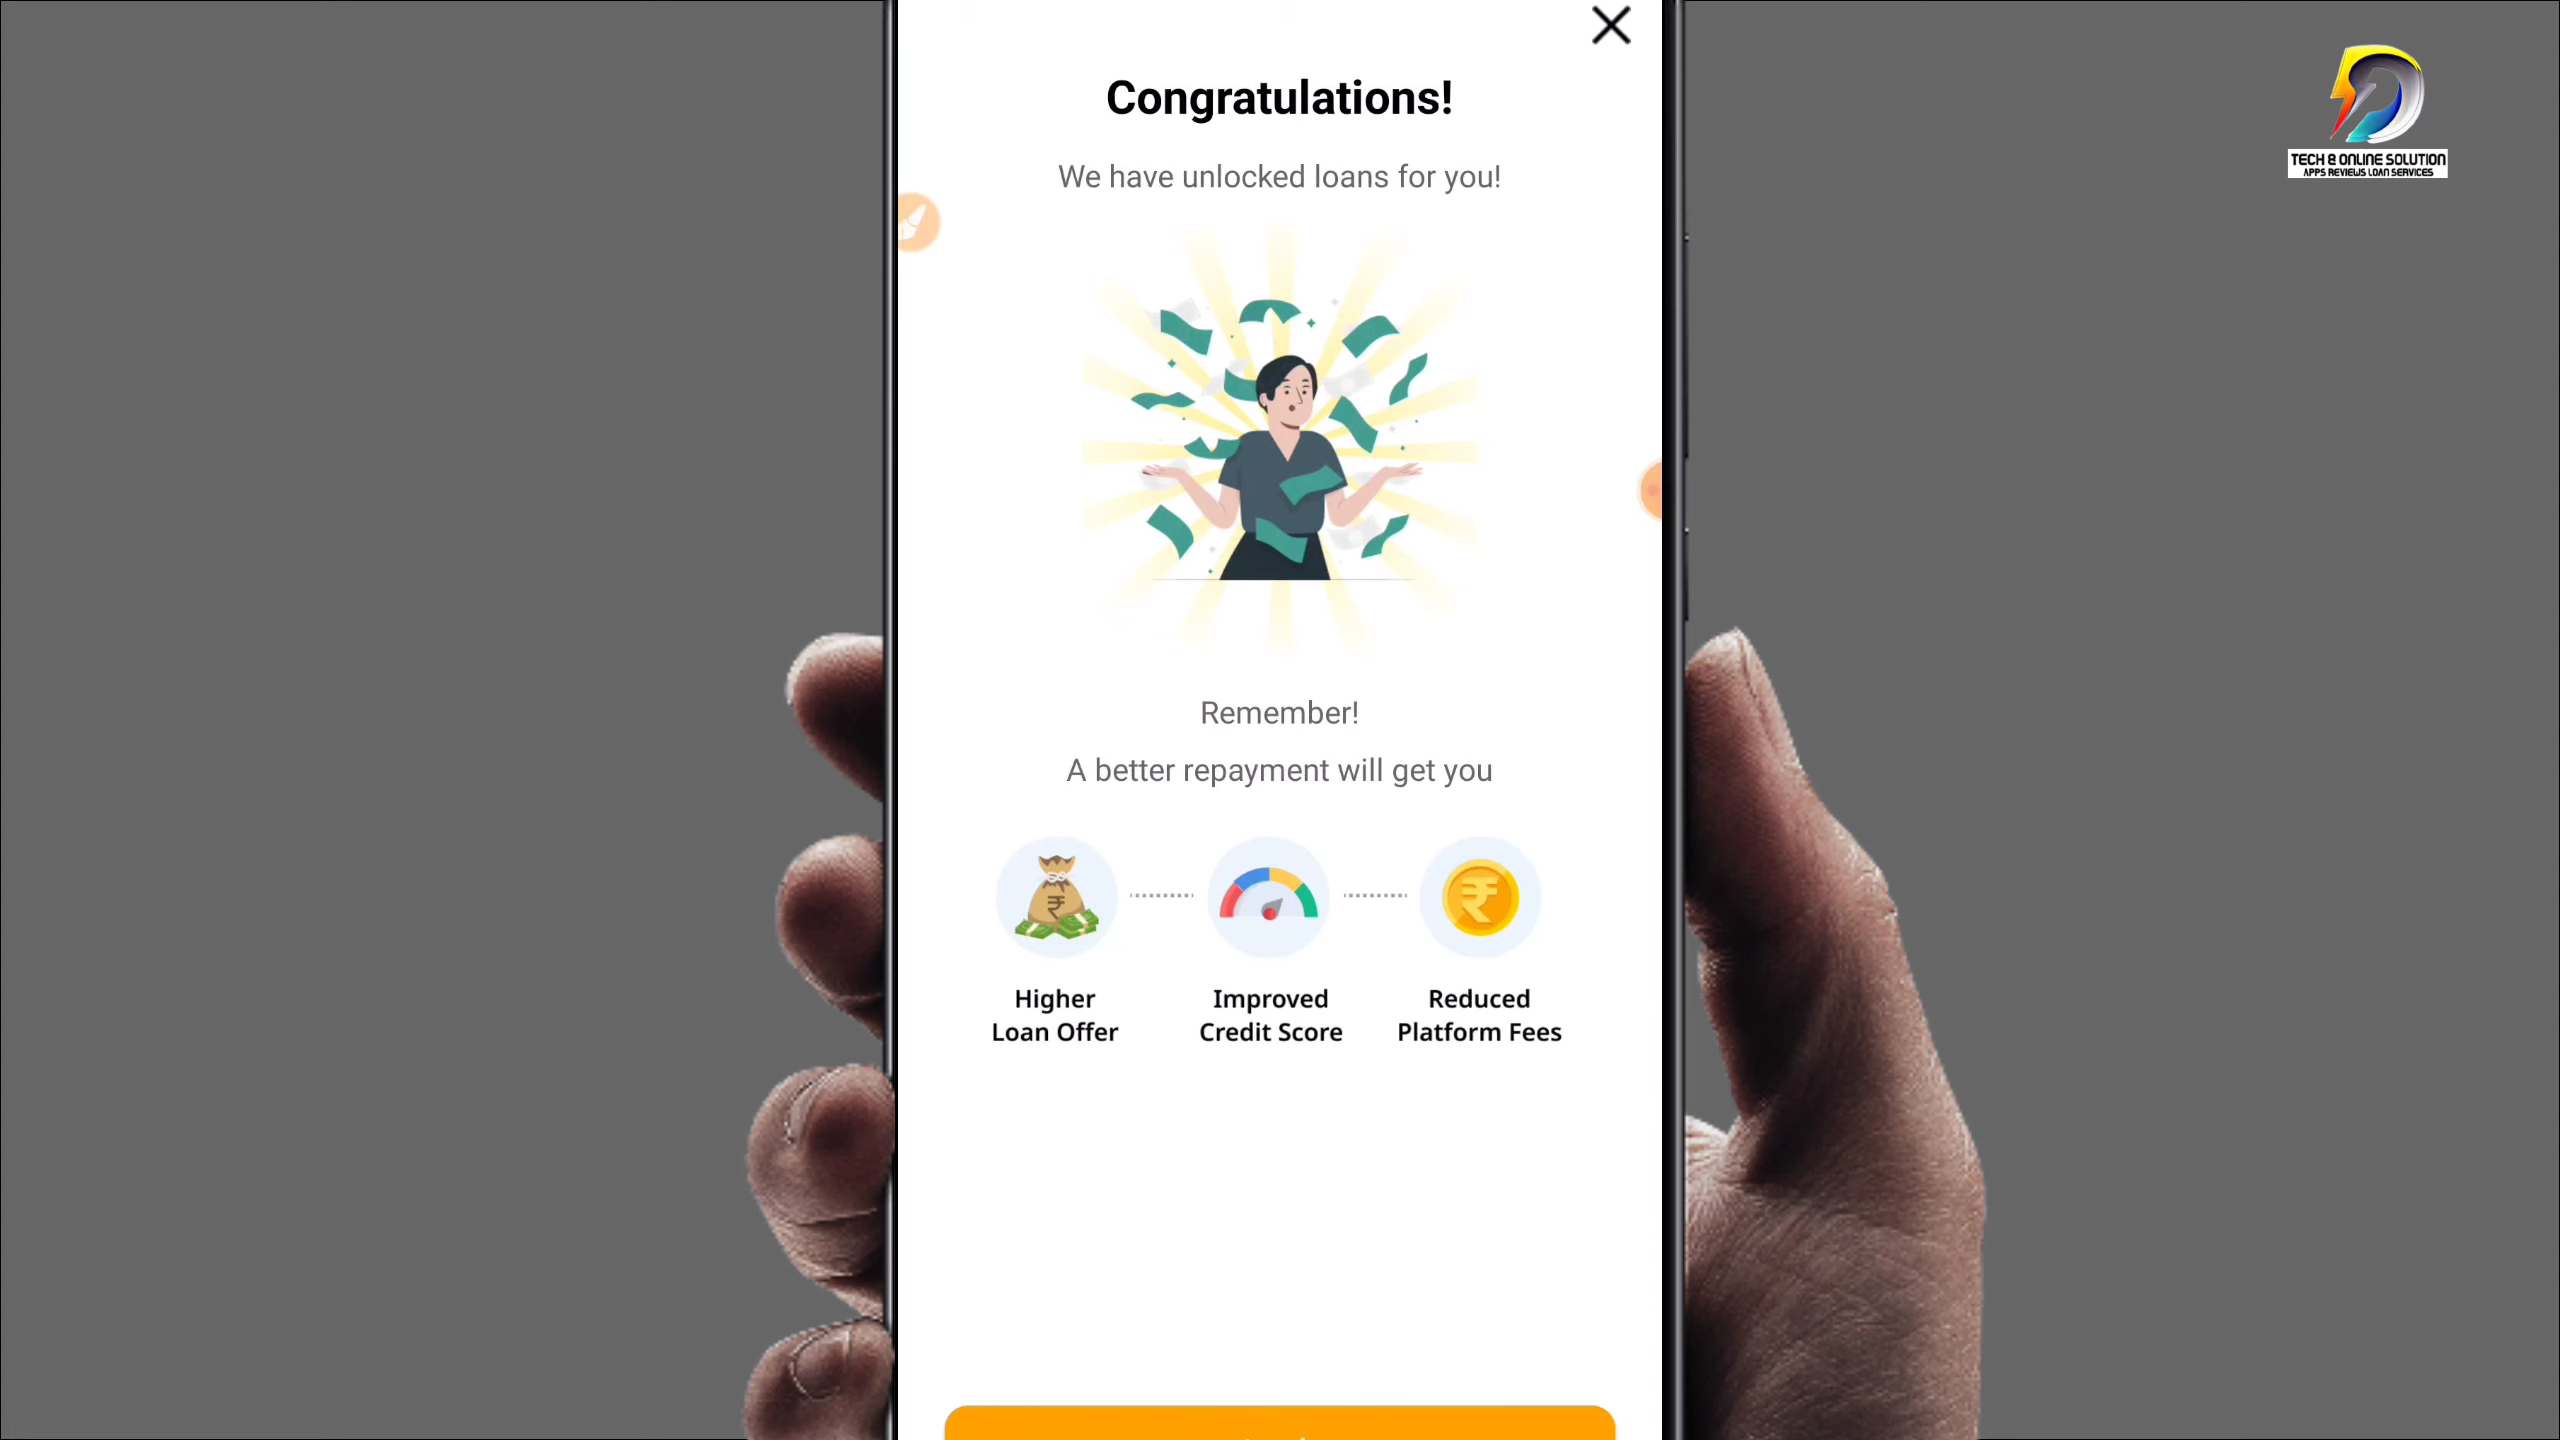 Congratulations!
We have unlocked loans for you!
TECH & ONLINE SOLUTION
APPS REVIEWS LOAN SERVICES
Remember!
A better repayment will get you
Higher
Loan Offer
Improved
Credit Score
Reduced
Platform Fees